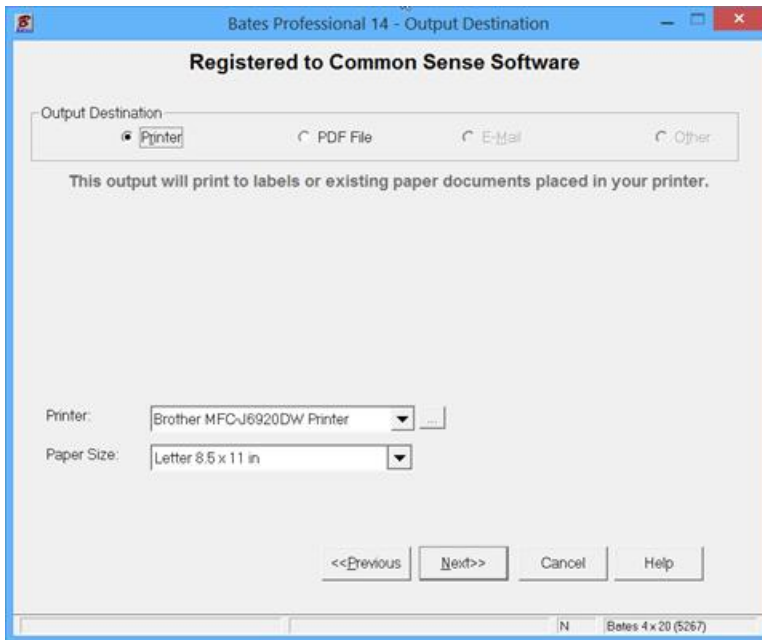 Bates Professional 14 - Output Destination
Registered to Common Sense Software
Output Destination
Printer PDF File E-Mail Other
This output will print to labels or existing paper documents placed in your printer.
Printer: Brother MFC-J6920DW Printer ...
Paper Size: Letter 8.5 x 11 in
<<Previous Next>> Cancel Help
N Bates 4 x 20 (5267)